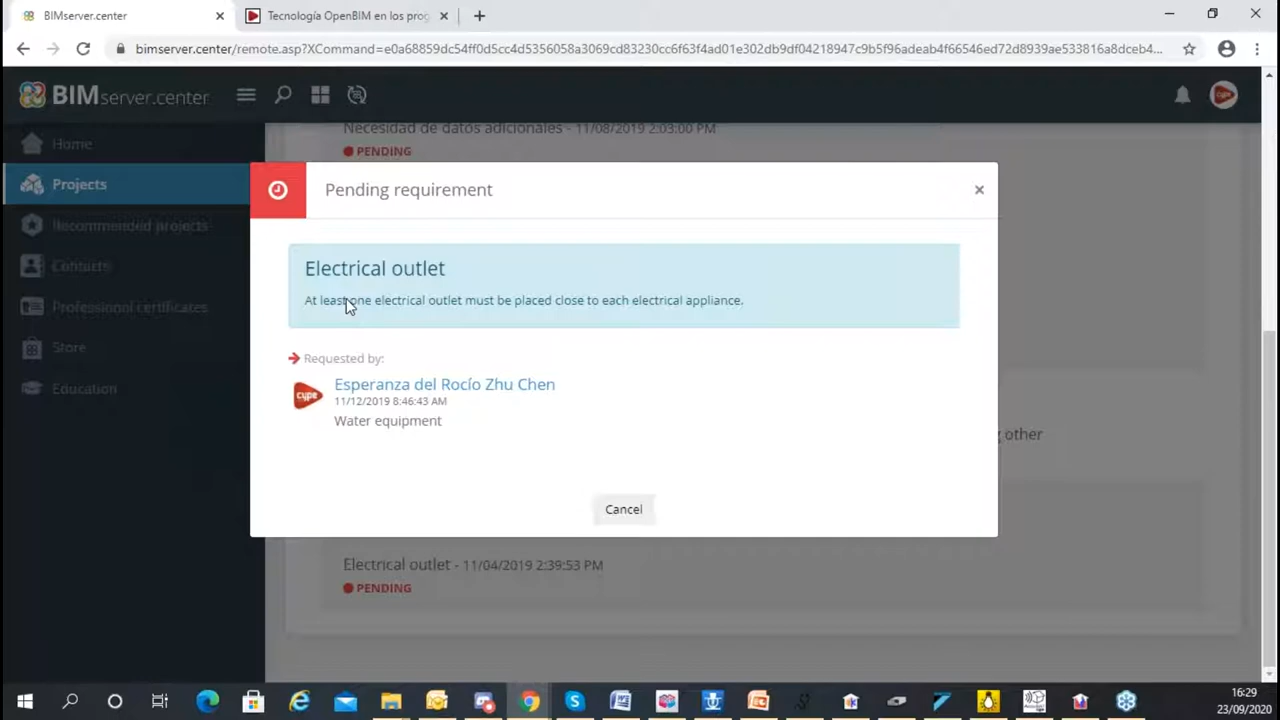 BIMserver.center
Tecnología OpenBIM en los prog
bimserver.center/remote.asp?XCommand=e0a68859dc54ff0d5cc4d5356058a3069cd83230cc6f63f4ad01e302db9df04218947c9b5f96adeab4f66546ed72d8939ae533816a8dceb4...
BIMserver.center
cype
Home
Projects
Recommended projects
Contacts
Professional certificates
Store
Education
Necesidad de datos adicionales - 11/08/2019 2:03:00 PM
PENDING
Pending requirement
Electrical outlet
At least one electrical outlet must be placed close to each electrical appliance.
Requested by:
cype
Esperanza del Rocío Zhu Chen
11/12/2019 8:46:43 AM
Water equipment
other
Cancel
Electrical outlet - 11/04/2019 2:39:53 PM
PENDING
16:29
23/09/2020